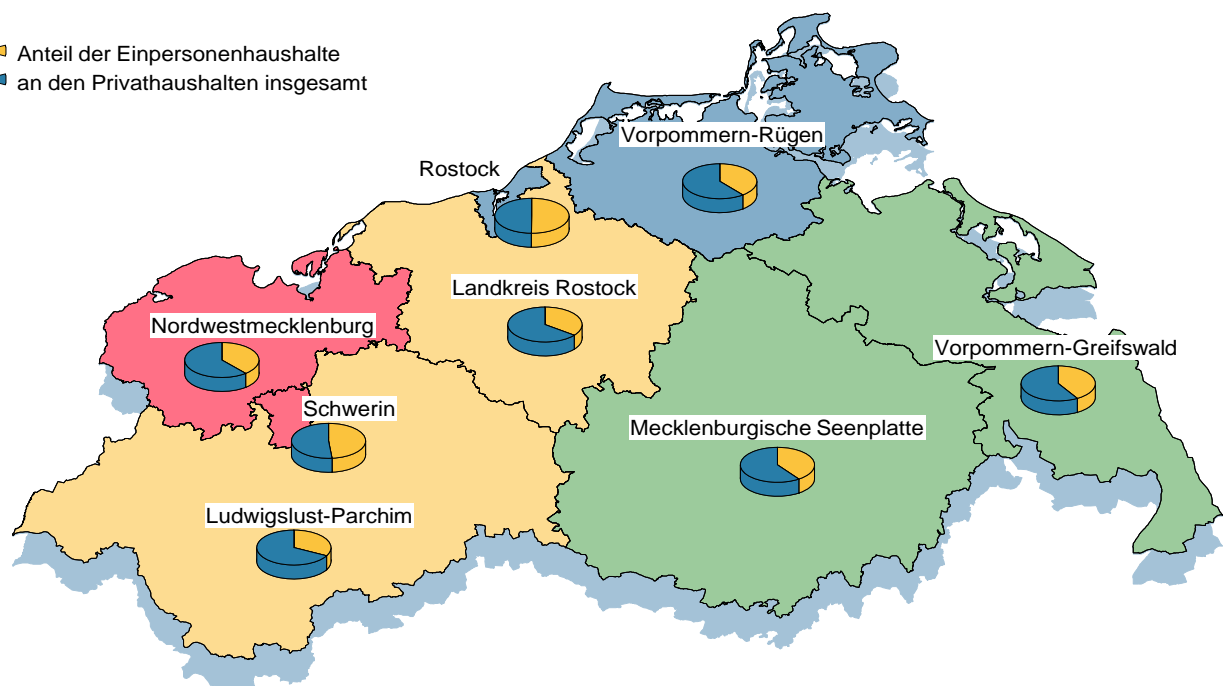 Anteil der Einpersonenhaushalte
an den Privathaushalten insgesamt
Vorpommern-Rügen
Rostock
Landkreis Rostock
Nordwestmecklenburg
Vorpommern-Greifswald
Schwerin
Mecklenburgische Seenplatte
Ludwigslust-Parchim